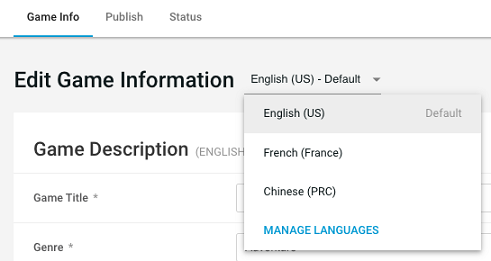 Game Info Publish Status
Edit Game Information English (US) - Default
English (US) Default
Game Description (ENGLISH
French (France)
Chinese (PRC)
Game Title *
MANAGE LANGUAGES
Genre *